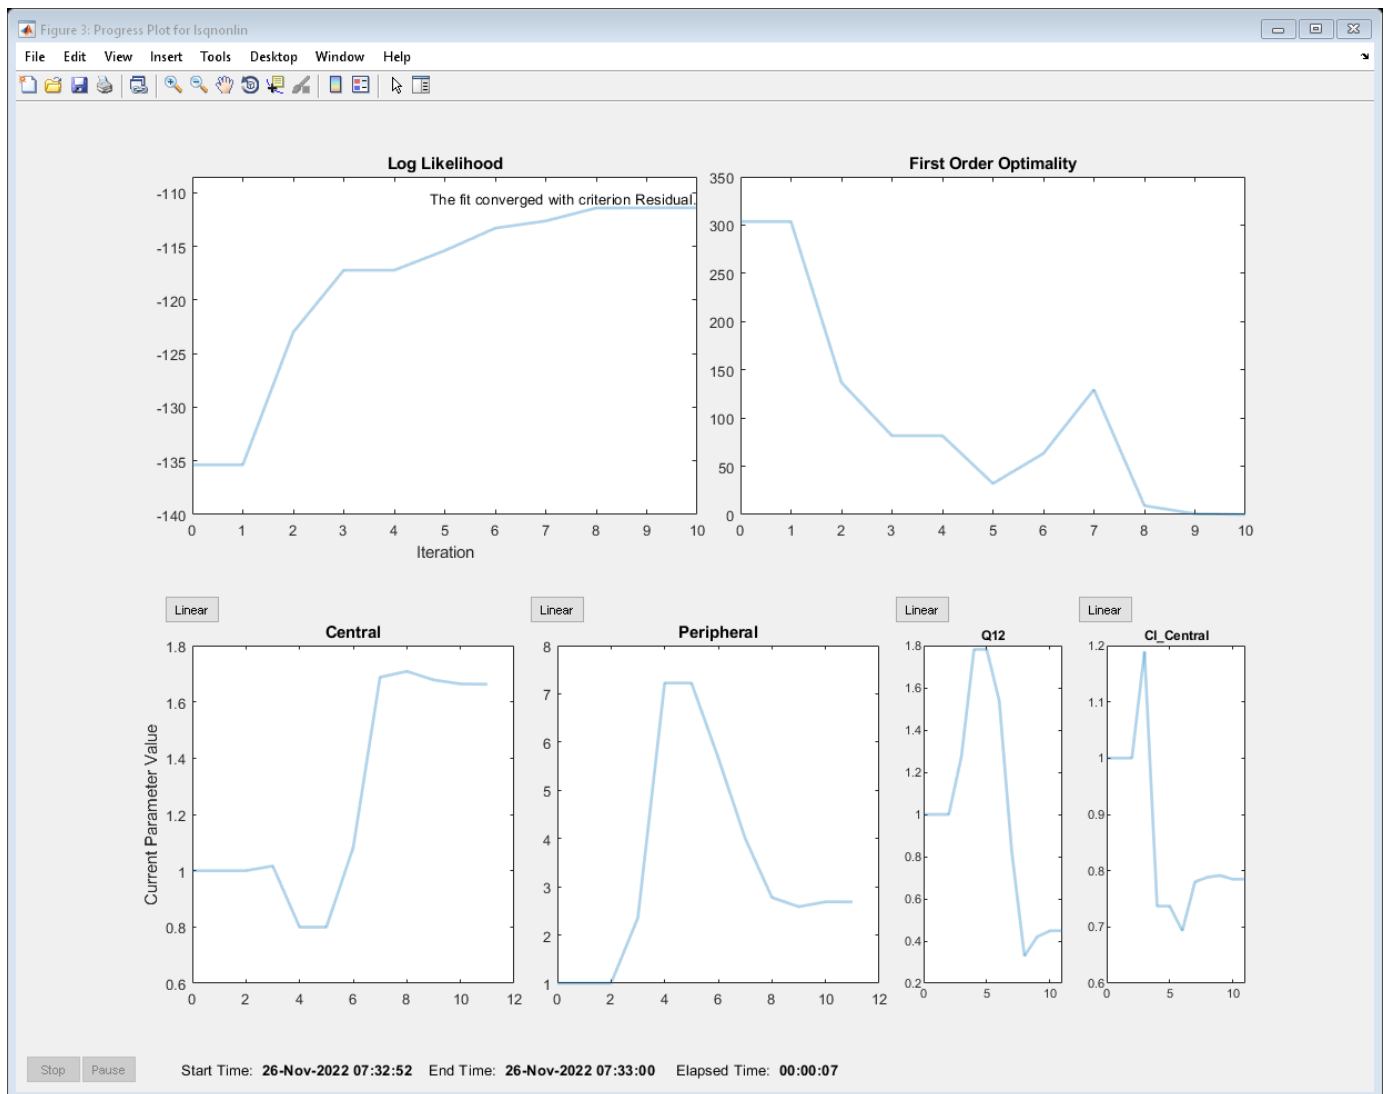 Figure 3: Progress Plot for lsqnonlin
File Edit View Insert Tools Desktop Window Help
Log Likelihood
The fit converged with criterion Residual.
-110
-115
-120
-125
-130
-135
-140
0 1 2 3 4 5 6 7 8 9 10
Iteration
First Order Optimality
350
300
250
200
150
100
50
0
0 1 2 3 4 5 6 7 8 9 10
Linear
Central
1.8
1.6
1.4
1.2
1
0.8
0.6
0 2 4 6 8 10 12
Current Parameter Value
Linear
Peripheral
8
7
6
5
4
3
2
1
0 2 4 6 8 10 12
Linear
Q12
1.8
1.6
1.4
1.2
1
0.8
0.6
0.4
0.2
0 5 10
Linear
Cl_Central
1.2
1.1
1
0.9
0.8
0.7
0.6
0 5 10
Stop Pause Start Time: 26-Nov-2022 07:32:52 End Time: 26-Nov-2022 07:33:00 Elapsed Time: 00:00:07